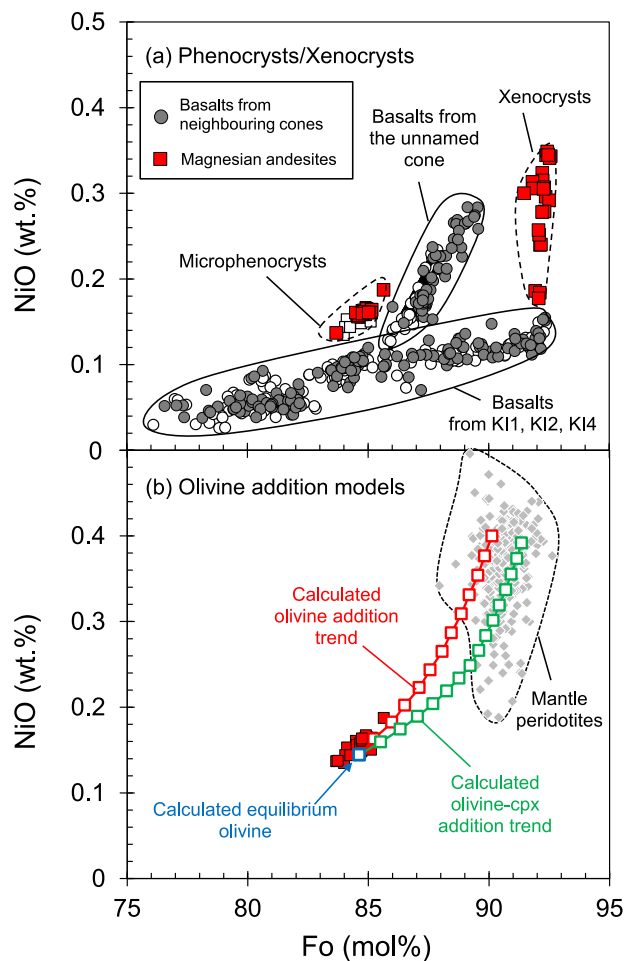 0.5
(a) Phenocrysts/Xenocrysts
Basalts from
neighbouring cones
Magnesian andesites
Basalts from
the unnamed
cone
Xenocrysts
0.4
0.3
NiO (wt.%)
Microphenocrysts
0.2
0.1
Basalts
from KI1, KI2, KI4
0
(b) Olivine addition models
0.4
Calculated
olivine addition
trend
0.3
NiO (wt.%)
Mantle
peridotites
0.2
Calculated equilibrium
olivine
Calculated
olivine-cpx
addition trend
0.1
0
75
80
85
90
95
Fo (mol%)